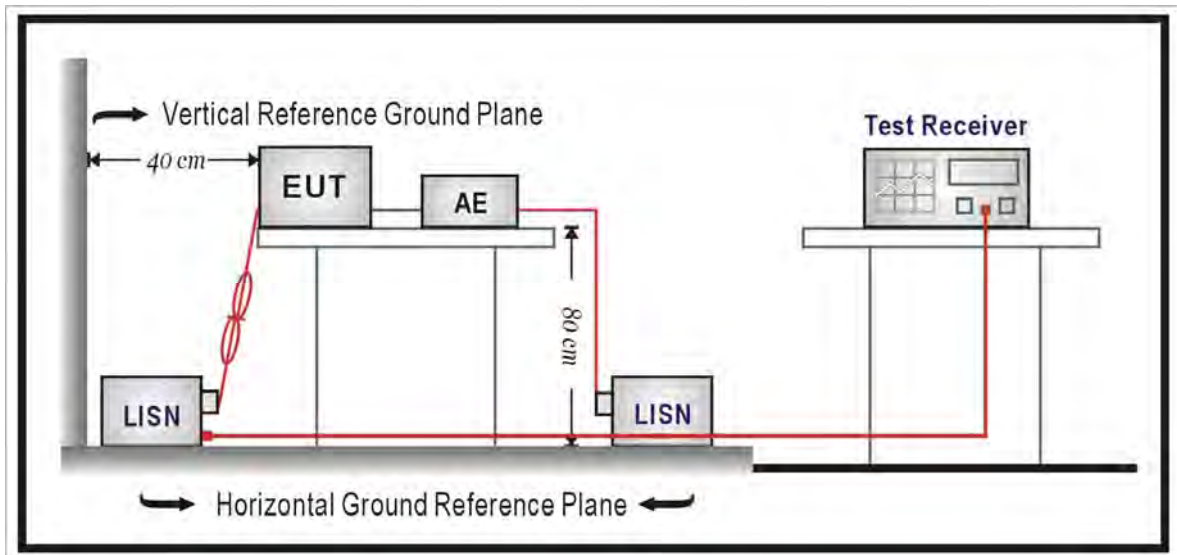 Vertical Reference Ground Plane
40 cm
Test Receiver
EUT
AE
80 cm
LISN
LISN
Horizontal Ground Reference Plane